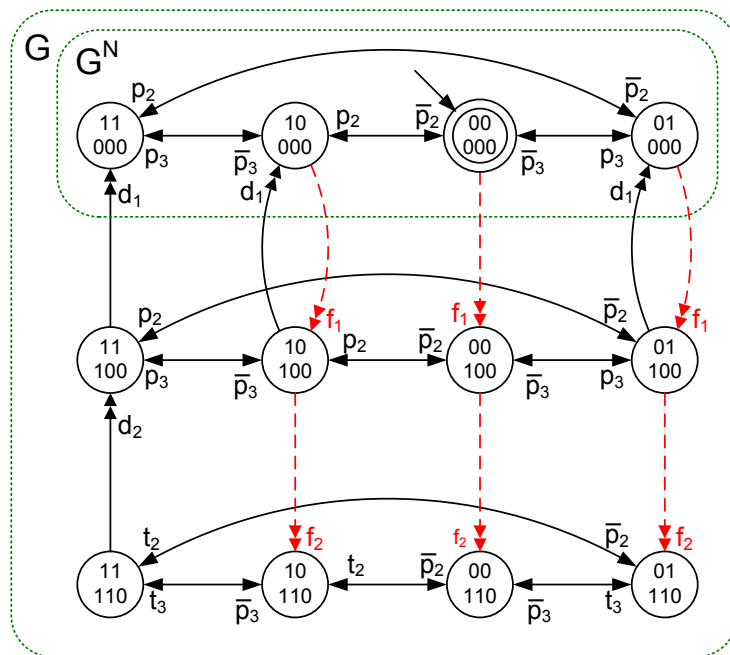 G
G^N
p₂ p̅₂ p̅₂
11 10 p₂ 00 01
000 000 000 000
p₃ p̅₃ p̅₃ p₃
d₁ d₁ d₁
f₁ f₁ f₁
p₂ p̅₂
11 10 p₂ p̅₂ 00 01
100 100 100 100
p₃ p̅₃ p̅₃ p₃
d₂
t₂ f₂ f₂ p̅₂ f₂
11 10 t₂ p̅₂ 00 01
110 110 110 110
t₃ p̅₃ p̅₃ t₃